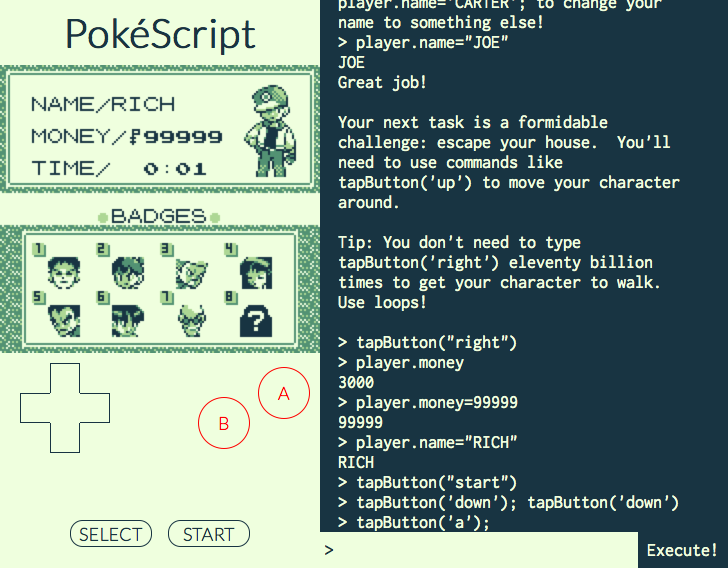 PokéScript
NAME/RICH
MONEY/₽99999
TIME/ 0:01
BADGES
1 2 3 4
5 6 7 8
?
A
B
SELECT START
player.name='CARTER'; to change your
name to something else!
> player.name="JOE"
JOE
Great job!
Your next task is a formidable
challenge: escape your house.  You'll
need to use commands like
tapButton('up') to move your character
around.
Tip: You don't need to type
tapButton('right') eleventy billion
times to get your character to walk.
Use loops!
> tapButton("right")
> player.money
3000
> player.money=99999
99999
> player.name="RICH"
RICH
> tapButton("start")
> tapButton('down'); tapButton('down')
> tapButton('a');
> Execute!